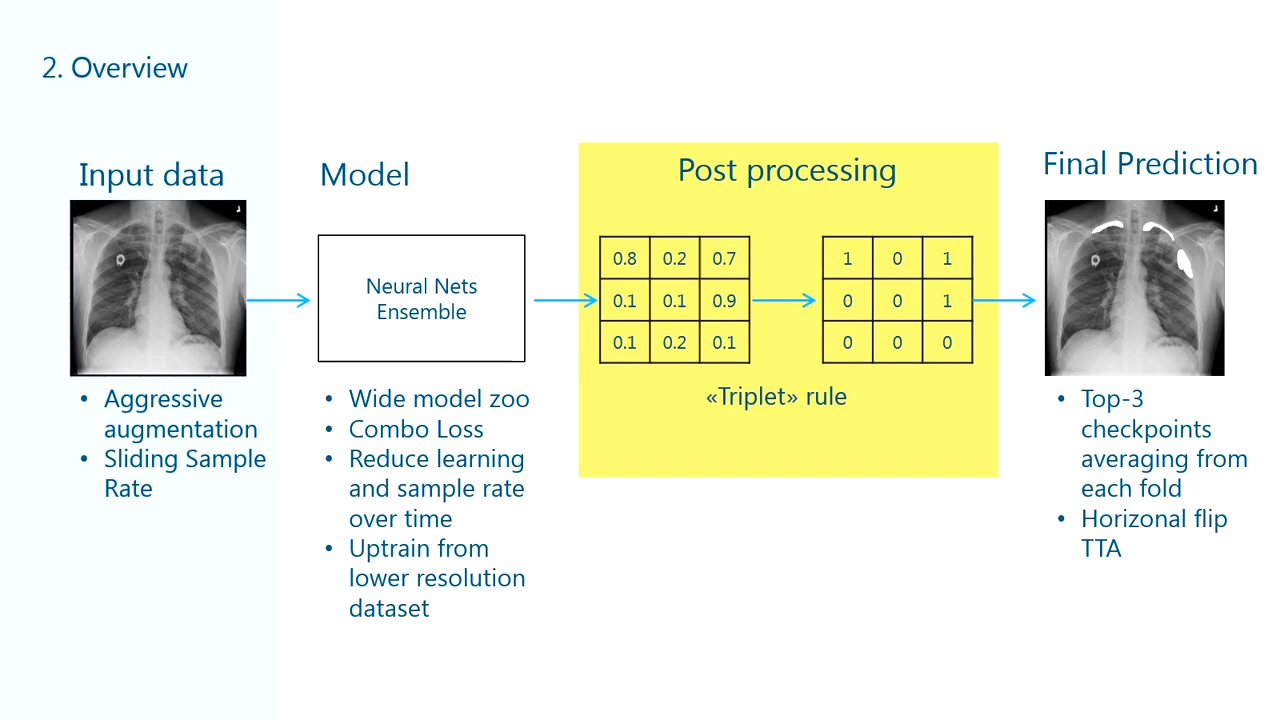 2. Overview
Input data
• Aggressive
augmentation
• Sliding Sample
Rate
Model
Neural Nets
Ensemble
• Wide model zoo
• Combo Loss
• Reduce learning
and sample rate
over time
• Uptrain from
lower resolution
dataset
Post processing
0.8 0.2 0.7
0.1 0.1 0.9
0.1 0.2 0.1
1 0 1
0 0 1
0 0 0
«Triplet» rule
Final Prediction
• Top-3
checkpoints
averaging from
each fold
• Horizonal flip
TTA